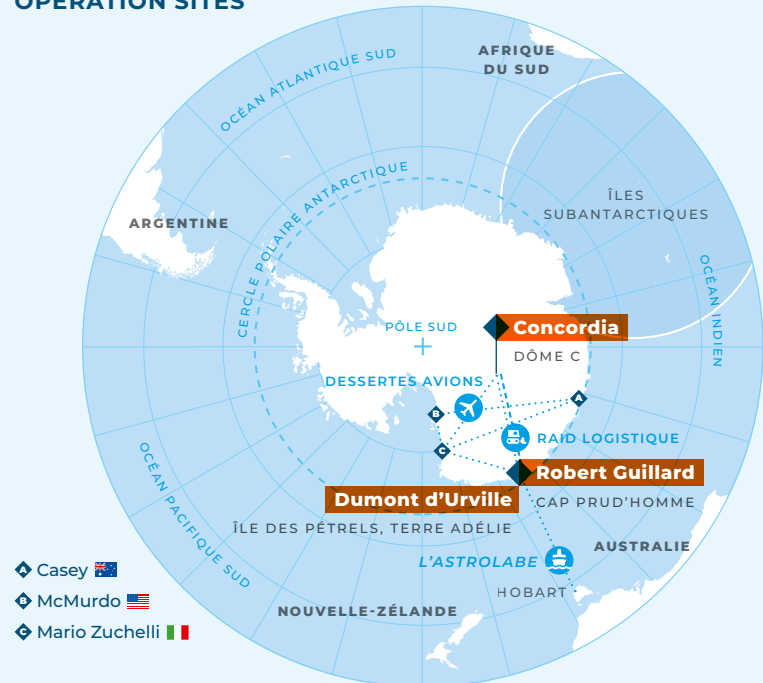 OPERATION SITES
AFRIQUE
DU SUD
OCÉAN ATLANTIQUE SUD
CERCLE POLAIRE ANTARCTIQUE
ÎLES
SUBANTARCTIQUES
ARGENTINE
OCÉAN INDIEN
PÔLE SUD
Concordia
DÔME C
DESSERTES AVIONS
A
B
C
RAID LOGISTIQUE
Robert Guillard
CAP PRUD'HOMME
Dumont d'Urville
ÎLE DES PÉTRELS, TERRE ADÉLIE
OCÉAN PACIFIQUE SUD
L'ASTROLABE
AUSTRALIE
HOBART
NOUVELLE-ZÉLANDE
A Casey
B McMurdo
C Mario Zuchelli